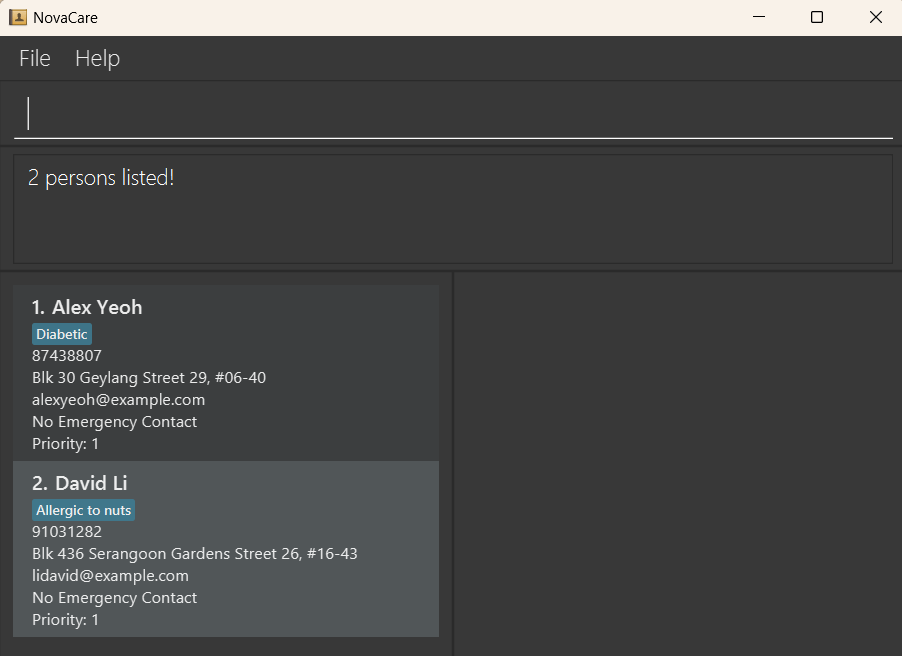 NovaCare
File Help
2 persons listed!
1. Alex Yeoh
Diabetic
87438807
Blk 30 Geylang Street 29, #06-40
alexyeoh@example.com
No Emergency Contact
Priority: 1
2. David Li
Allergic to nuts
91031282
Blk 436 Serangoon Gardens Street 26, #16-43
lidavid@example.com
No Emergency Contact
Priority: 1